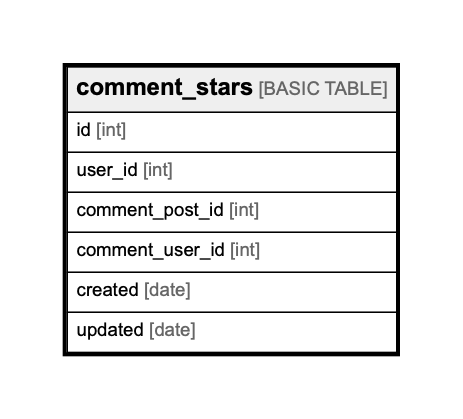 comment_stars [BASIC TABLE]
id [int]
user_id [int]
comment_post_id [int]
comment_user_id [int]
created [date]
updated [date]